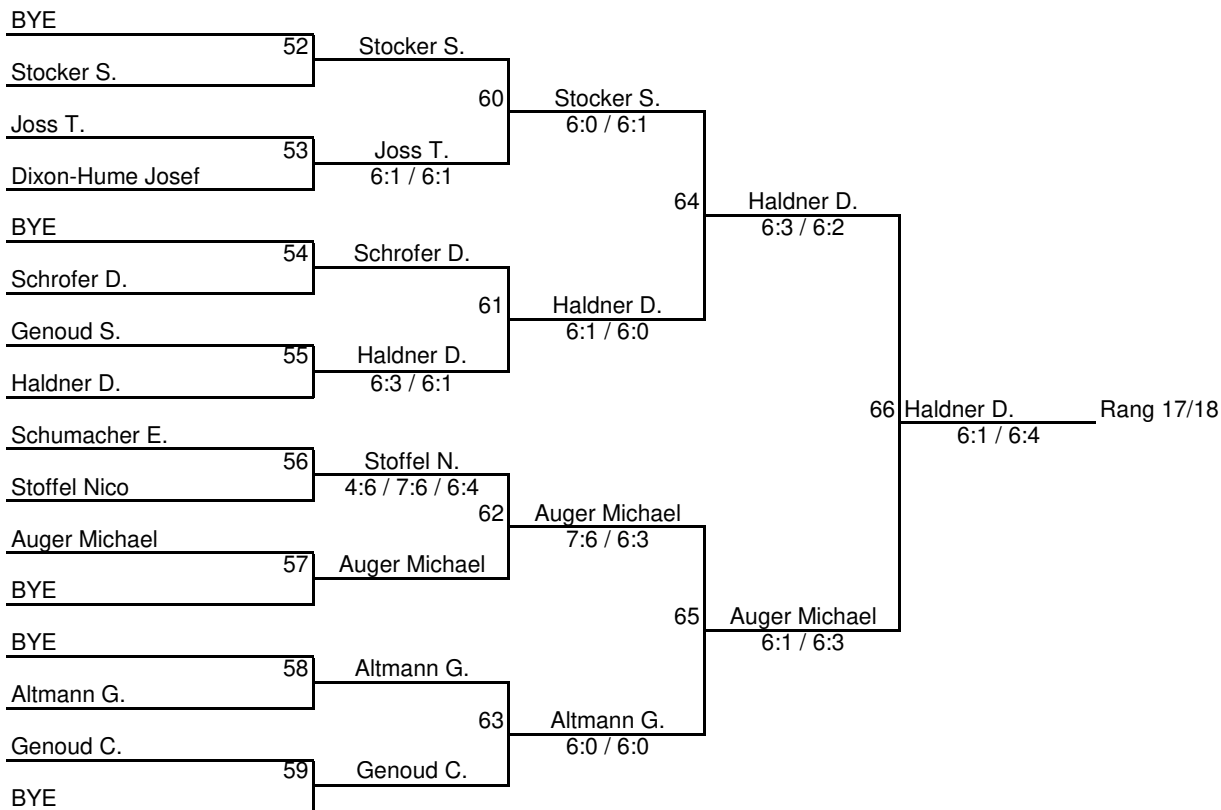 BYE
52 Stocker S.
Stocker S.
60 Stocker S.
6:0 / 6:1
Joss T.
53 Joss T.
6:1 / 6:1
Dixon-Hume Josef
64 Haldner D.
6:3 / 6:2
BYE
54 Schrofer D.
Schrofer D.
61 Haldner D.
6:1 / 6:0
Genoud S.
55 Haldner D.
6:3 / 6:1
Haldner D.
66 Haldner D. Rang 17/18
6:1 / 6:4
Schumacher E.
56 Stoffel N.
4:6 / 7:6 / 6:4
Stoffel Nico
62 Auger Michael
7:6 / 6:3
Auger Michael
57 Auger Michael
BYE
65 Auger Michael
6:1 / 6:3
BYE
58 Altmann G.
Altmann G.
63 Altmann G.
6:0 / 6:0
Genoud C.
59 Genoud C.
BYE